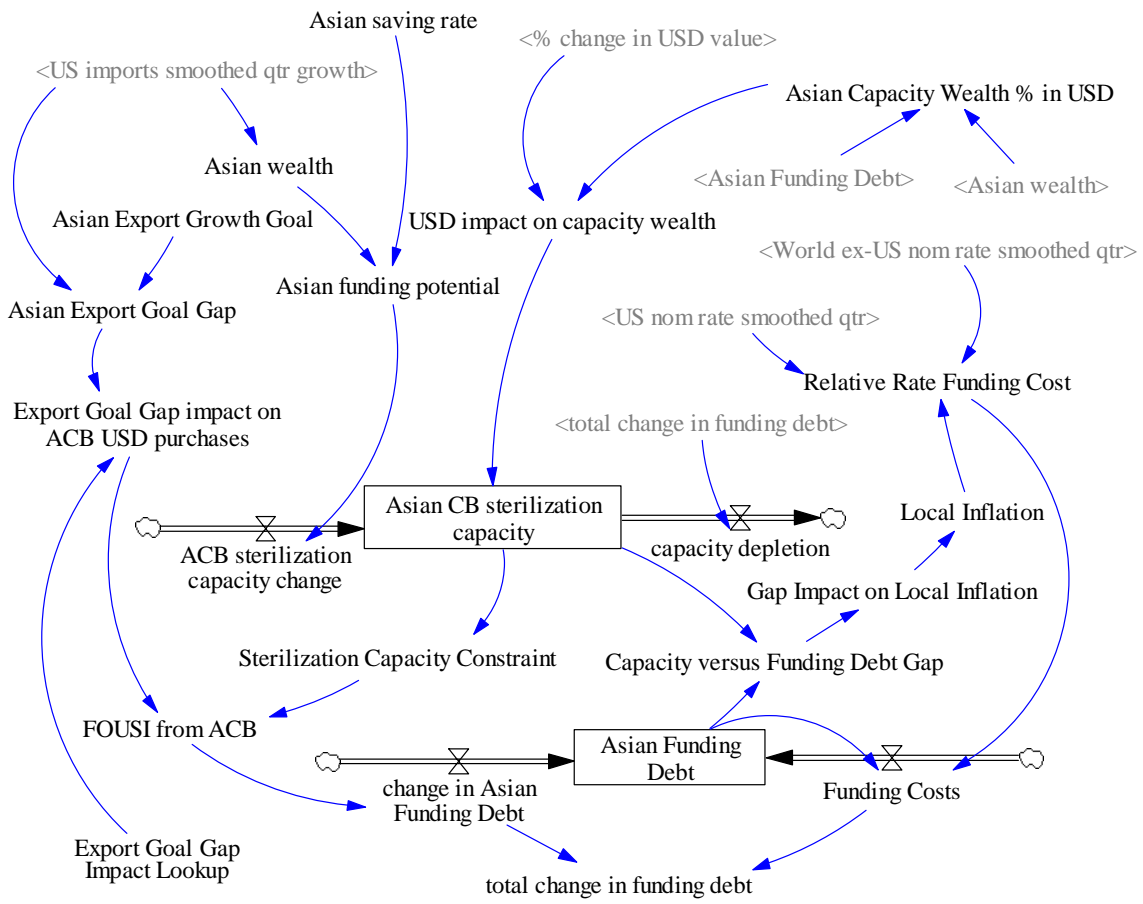 Asian saving rate
<% change in USD value>
<US imports smoothed qtr growth>
Asian Capacity Wealth % in USD
Asian wealth
<Asian Funding Debt>
<Asian wealth>
Asian Export Growth Goal
USD impact on capacity wealth
<World ex-US nom rate smoothed qtr>
Asian funding potential
Asian Export Goal Gap
<US nom rate smoothed qtr>
Relative Rate Funding Cost
Export Goal Gap impact on
ACB USD purchases
<total change in funding debt>
Asian CB sterilization
capacity
Local Inflation
ACB sterilization
capacity change
capacity depletion
Gap Impact on Local Inflation
Sterilization Capacity Constraint
Capacity versus Funding Debt Gap
FOUSI from ACB
Asian Funding
Debt
change in Asian
Funding Debt
Funding Costs
Export Goal Gap
Impact Lookup
total change in funding debt